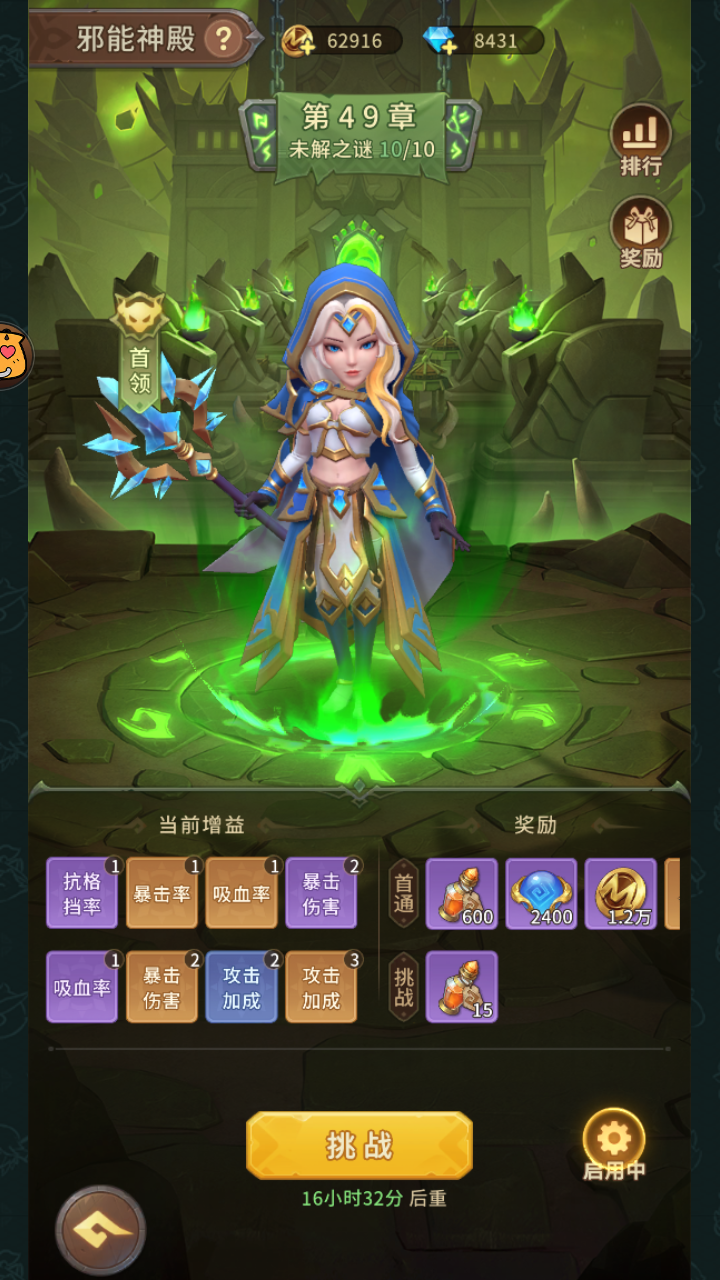 邪能神殿 ?
62916
8431
第49章
未解之谜 10/10
排行
奖励
首领
当前增益
奖励
抗格挡率 1
暴击率 1
吸血率 1
暴击伤害 2
首通
600
2400
1.2万
吸血率 1
暴击伤害 2
攻击加成 2
攻击加成 3
挑战
15
挑战
启用中
16小时32分 后重